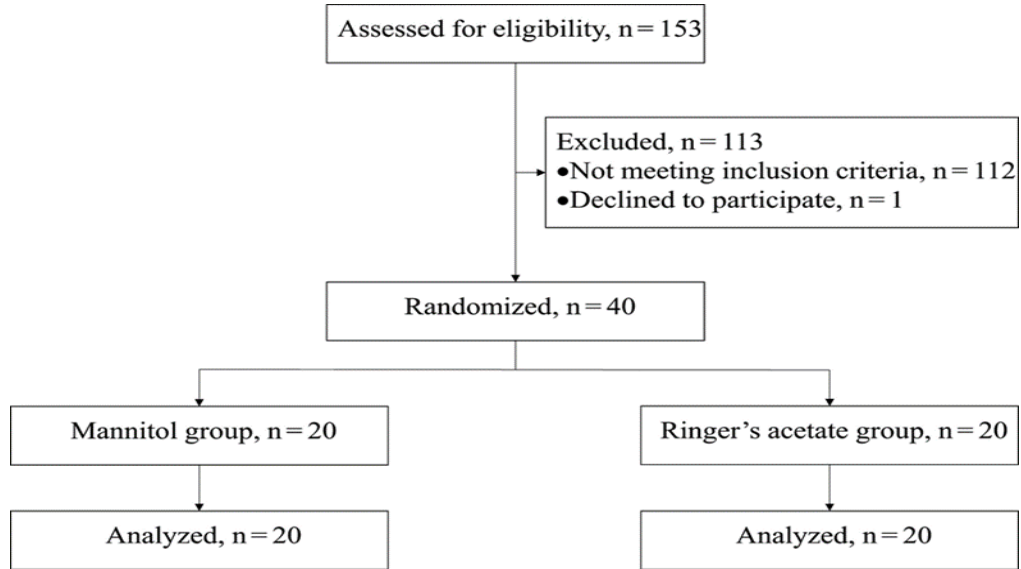 Assessed for eligibility, n = 153
Excluded, n = 113
●Not meeting inclusion criteria, n = 112
●Declined to participate, n = 1
Randomized, n = 40
Mannitol group, n = 20
Ringer’s acetate group, n = 20
Analyzed, n = 20
Analyzed, n = 20